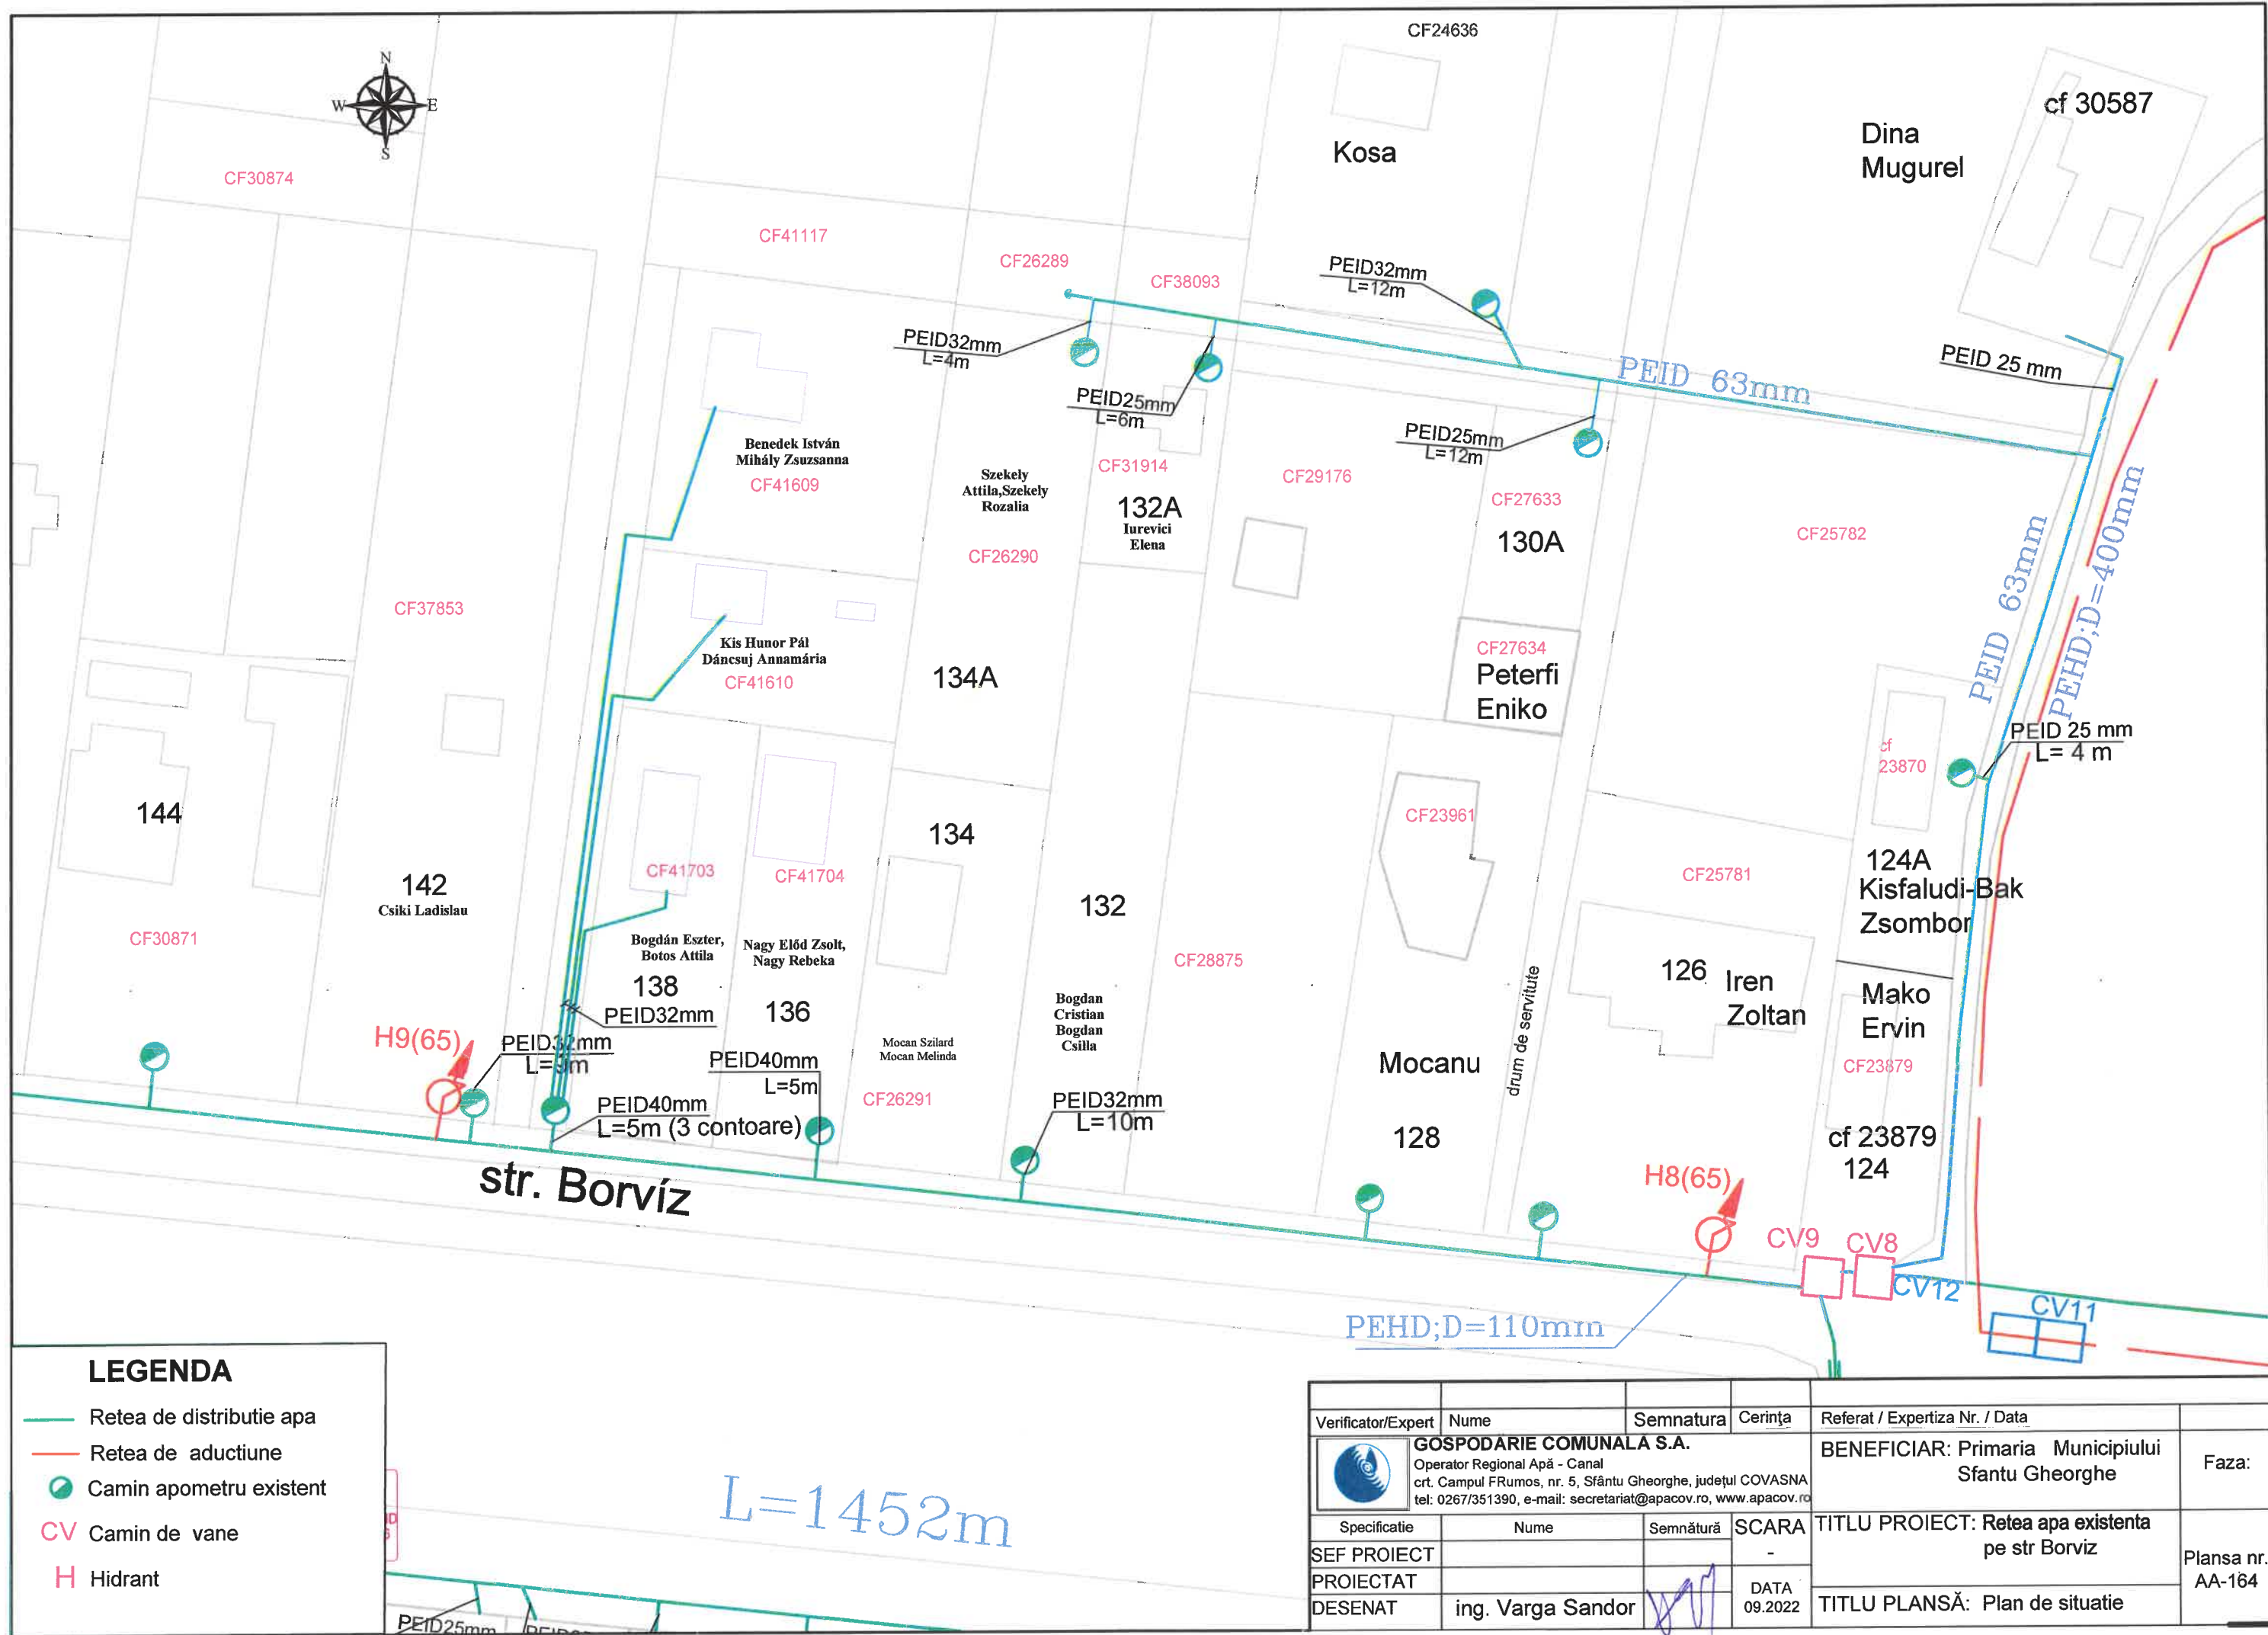 CF24636
N
W
E
S
cf 30587
Dina
Mugurel
Kosa
CF30874
CF41117
CF26289
CF38093
PEID32mm
L=12m
PEID32mm
L=4m
PEID 25 mm
PEID 63mm
PEID25mm
L=6m
PEID25mm
L=12m
Benedek István
Mihály Zsuzsanna
CF41609
Szekely
Attila,Szekely
Rozalia
CF26290
CF31914
132A
Iurevici
Elena
CF29176
CF27633
130A
CF25782
PEID 63mm
PEHD;D=400mm
CF37853
Kis Hunor Pál
Dáncsuj Annamária
CF41610
134A
CF27634
Peterfi
Eniko
PEID 25 mm
L= 4 m
cf
23870
144
134
CF23961
142
Csiki Ladislau
CF41703
CF41704
CF25781
124A
Kisfaludi-Bak
Zsombor
132
CF30871
Bogdán Eszter,
Botos Attila
138
Nagy Előd Zsolt,
Nagy Rebeka
136
CF28875
126
Iren
Zoltan
drum de servitute
Mako
Ervin
PEID32mm
Bogdan
Cristian
Bogdan
Csilla
H9(65)
PEID32mm
Mocan Szilard
Mocan Melinda
Mocanu
CF23879
PEID40mm
L=5m
CF26291
PEID40mm
L=5m (3 contoare)
PEID32mm
L=10m
128
cf 23879
124
str. Borvíz
H8(65)
CV9
CV8
CV12
CV11
PEHD;D=110mm
LEGENDA
Retea de distributie apa
Retea de aductiune
Camin apometru existent
CV Camin de vane
H Hidrant
L=1452m
PEID25mm
Verificator/Expert Nume Semnatura Cerinţa Referat / Expertiza Nr. / Data
GOSPODĂRIE COMUNALĂ S.A.
Operator Regional Apă - Canal
crt. Campul FRumos, nr. 5, Sfântu Gheorghe, judeţul COVASNA
tel: 0267/351390, e-mail: secretariat@apacov.ro, www.apacov.ro
BENEFICIAR: Primaria Municipiului
Sfantu Gheorghe
Faza:
Specificatie Nume Semnătură SCARA
-
TITLU PROIECT: Retea apa existenta
pe str Borviz
SEF PROIECT
PROIECTAT
DESENAT ing. Varga Sandor
DATA
09.2022
TITLU PLANSĂ: Plan de situatie
Plansa nr.
AA-164